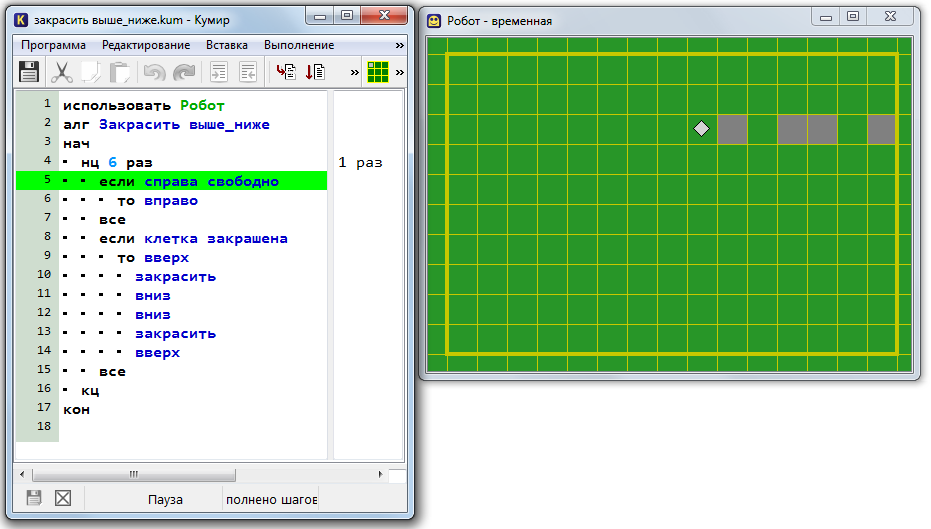 закрасить выше_ниже.kum - Кумир
Программа Редактирование Вставка Выполнение »
» »
1 использовать Робот
2 алг Закрасить выше_ниже
3 нач
4 нц 6 раз 1 раз
5 если справа свободно
6 то вправо
7 все
8 если клетка закрашена
9 то вверх
10 закрасить
11 вниз
12 вниз
13 закрасить
14 вверх
15 все
16 кц
17 кон
18
Пауза полнено шагов
Робот - временная